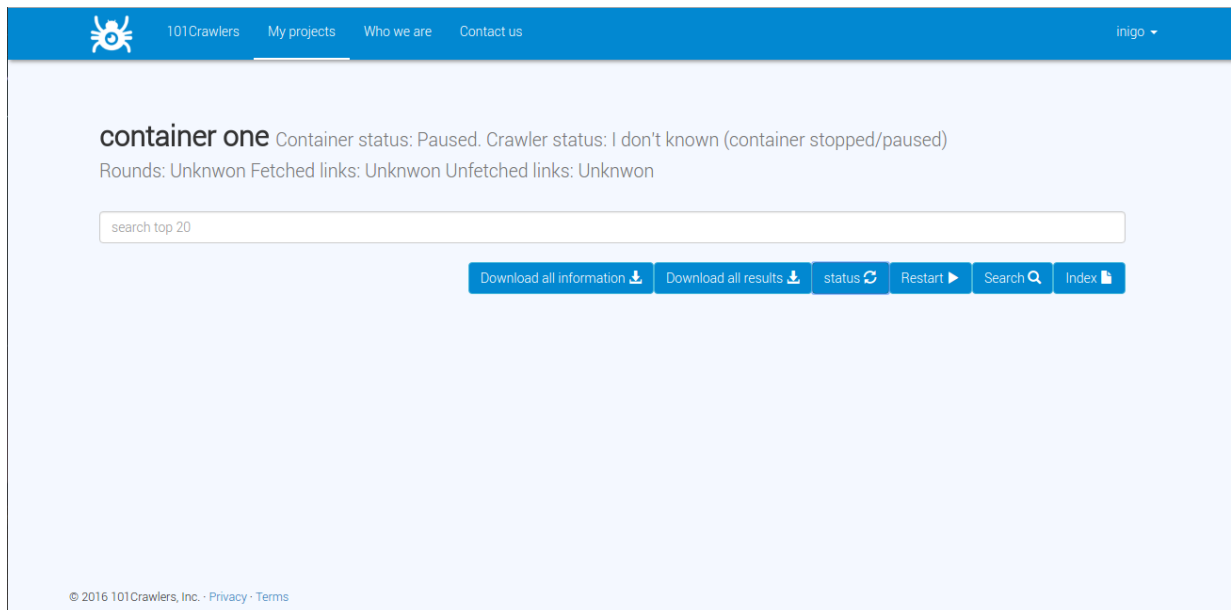 101Crawlers My projects Who we are Contact us inigo
container one Container status: Paused. Crawler status: I don't known (container stopped/paused)
Rounds: Unknwon Fetched links: Unknwon Unfetched links: Unknwon
search top 20
Download all information Download all results status Restart Search Index
© 2016 101Crawlers, Inc. · Privacy · Terms